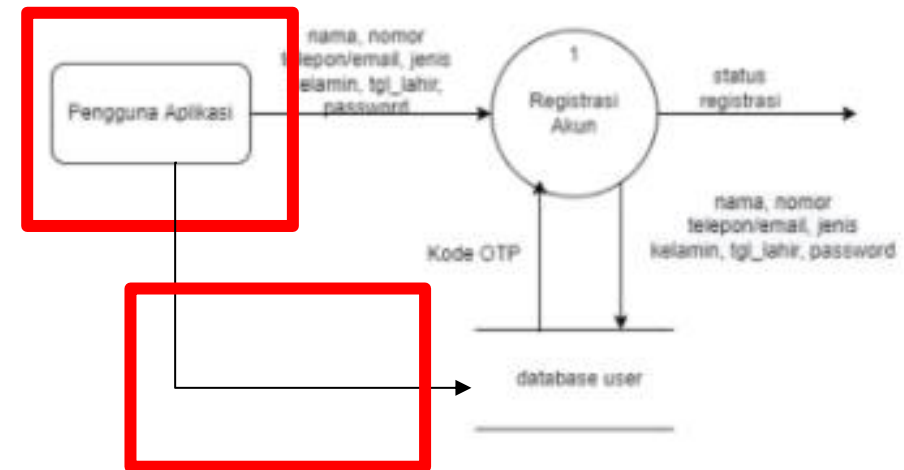 nama, nomor
telepon/email, jenis
kelamin, tgl_lahir,
password
Pengguna Aplikasi
1
Registrasi
Akun
status
registrasi
Kode OTP
nama, nomor
telepon/email, jenis
kelamin, tgl_lahir, password
database user